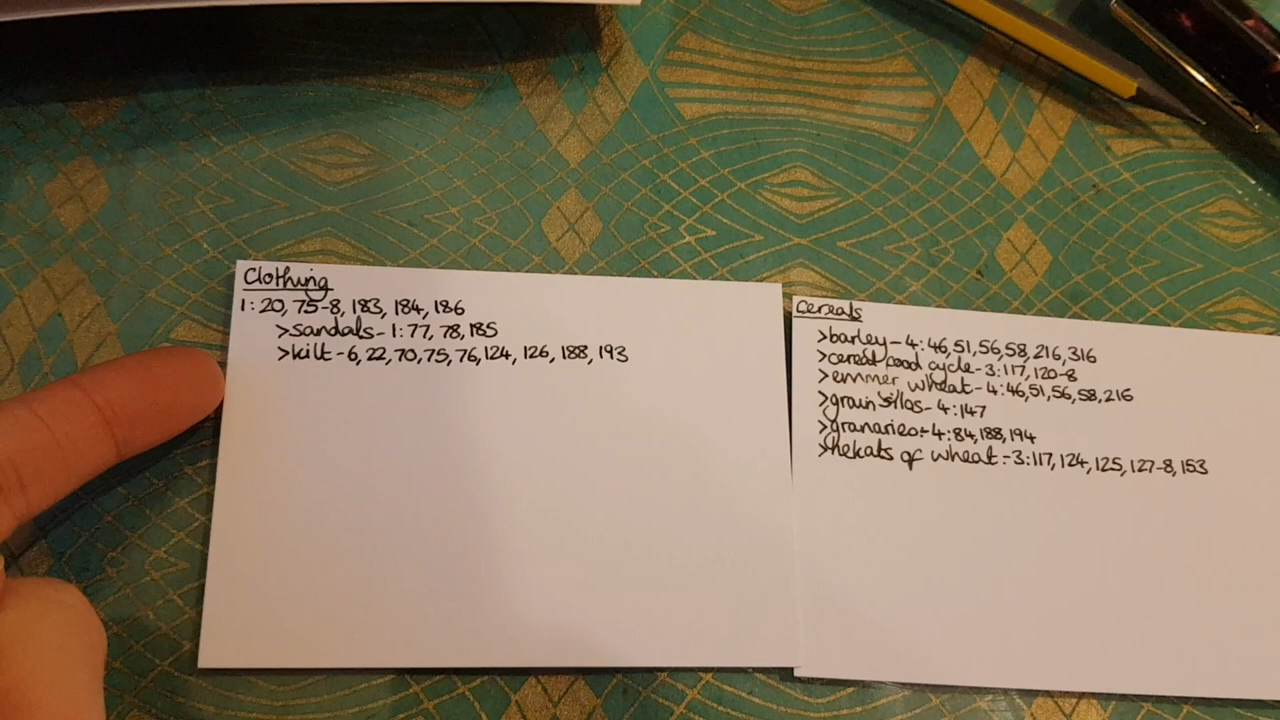 Clothing
1: 20, 75-8, 183, 184, 186
>sandals - 1: 77, 78, 185
>kilt - 6, 22, 70, 75, 76, 124, 126, 188, 193
cereals
>barley - 4: 46, 51, 56, 58, 216, 316
>cereal food cycle - 3: 117, 120-8
>emmer wheat - 4: 46, 51, 56, 58, 216
>grain silos - 4: 147
>granaries - 4: 84, 188, 194
>hekats of wheat - 3: 117, 124, 125, 127-8, 153